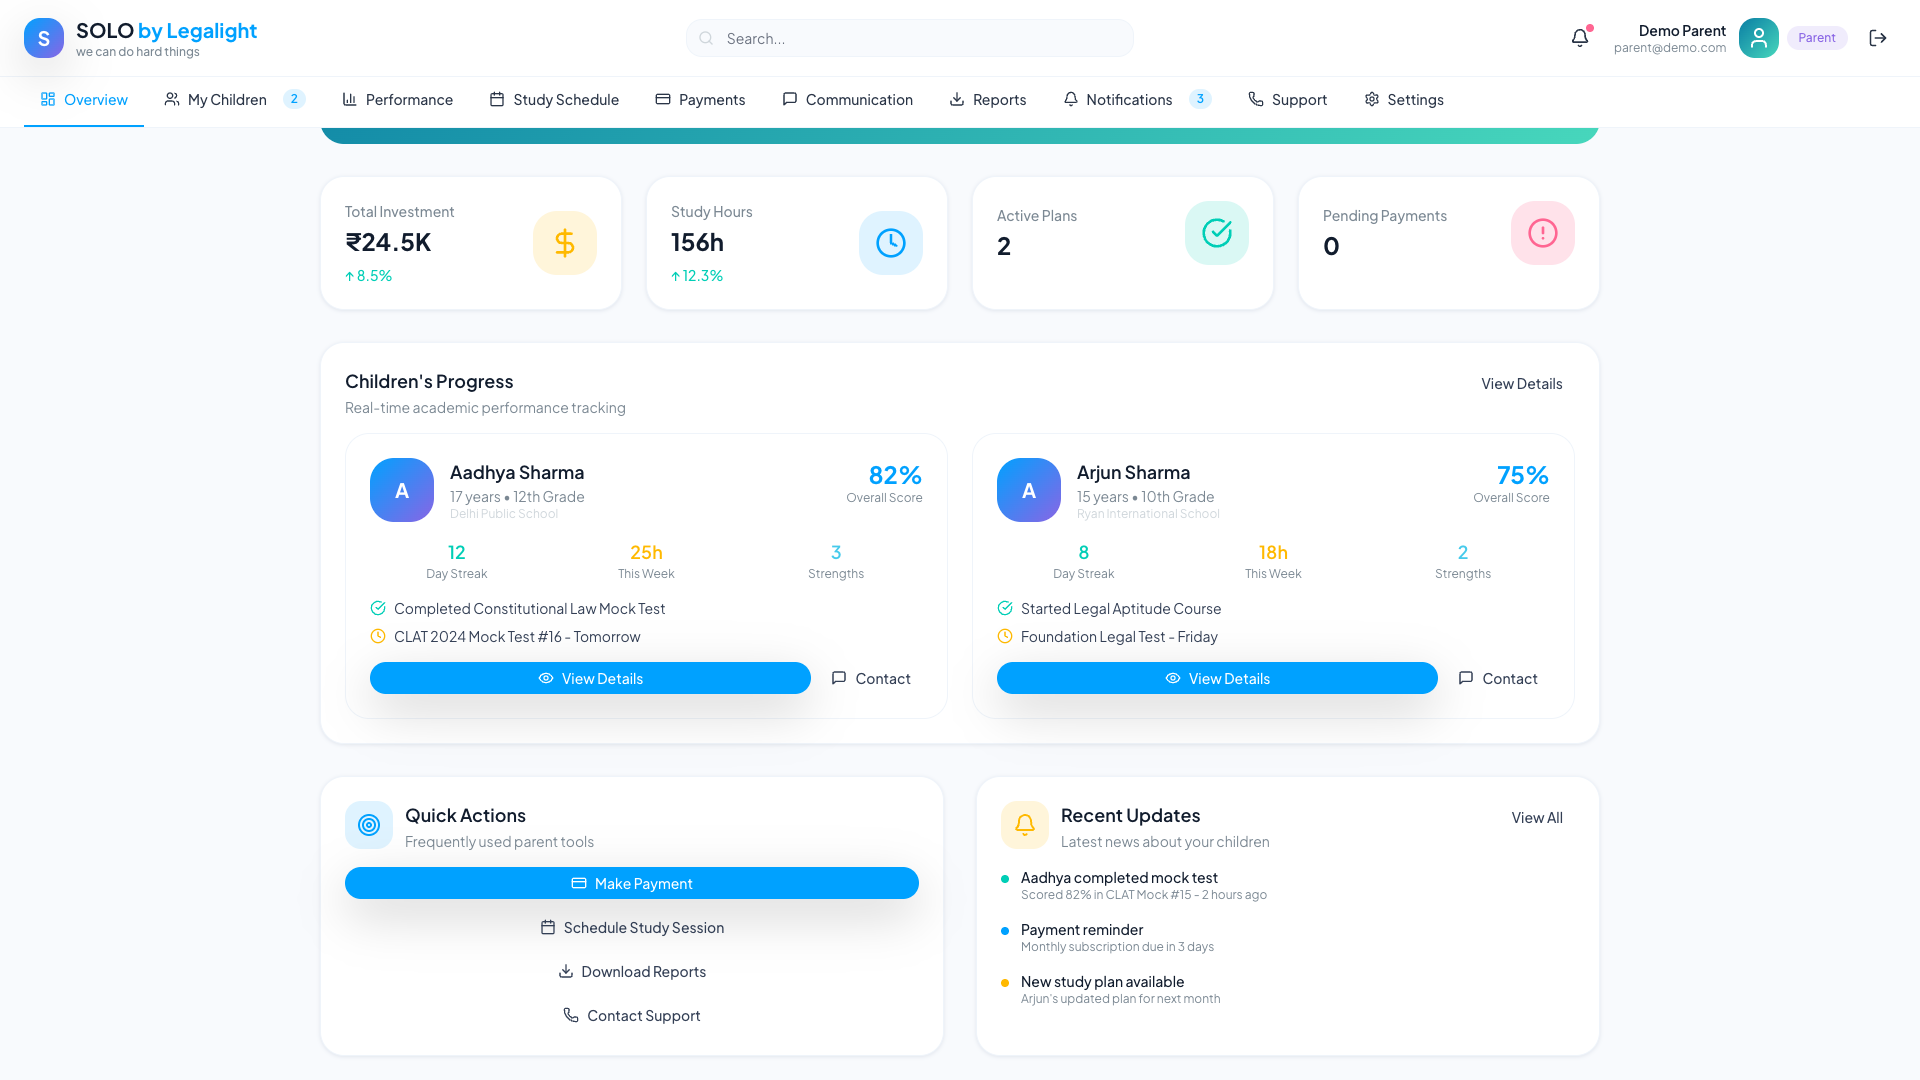 S
SOLO by Legalight
we can do hard things
Search...
Demo Parent
parent@demo.com
Parent
Overview
My Children 2
Performance
Study Schedule
Payments
Communication
Reports
Notifications 3
Support
Settings
Total Investment
₹24.5K
↑ 8.5%
Study Hours
156h
↑ 12.3%
Active Plans
2
Pending Payments
0
Children's Progress
Real-time academic performance tracking
View Details
A
Aadhya Sharma
17 years • 12th Grade
Delhi Public School
82%
Overall Score
12
Day Streak
25h
This Week
3
Strengths
Completed Constitutional Law Mock Test
CLAT 2024 Mock Test #16 - Tomorrow
View Details
Contact
A
Arjun Sharma
15 years • 10th Grade
Ryan International School
75%
Overall Score
8
Day Streak
18h
This Week
2
Strengths
Started Legal Aptitude Course
Foundation Legal Test - Friday
View Details
Contact
Quick Actions
Frequently used parent tools
Make Payment
Schedule Study Session
Download Reports
Contact Support
Recent Updates
Latest news about your children
View All
Aadhya completed mock test
Scored 82% in CLAT Mock #15 - 2 hours ago
Payment reminder
Monthly subscription due in 3 days
New study plan available
Arjun's updated plan for next month